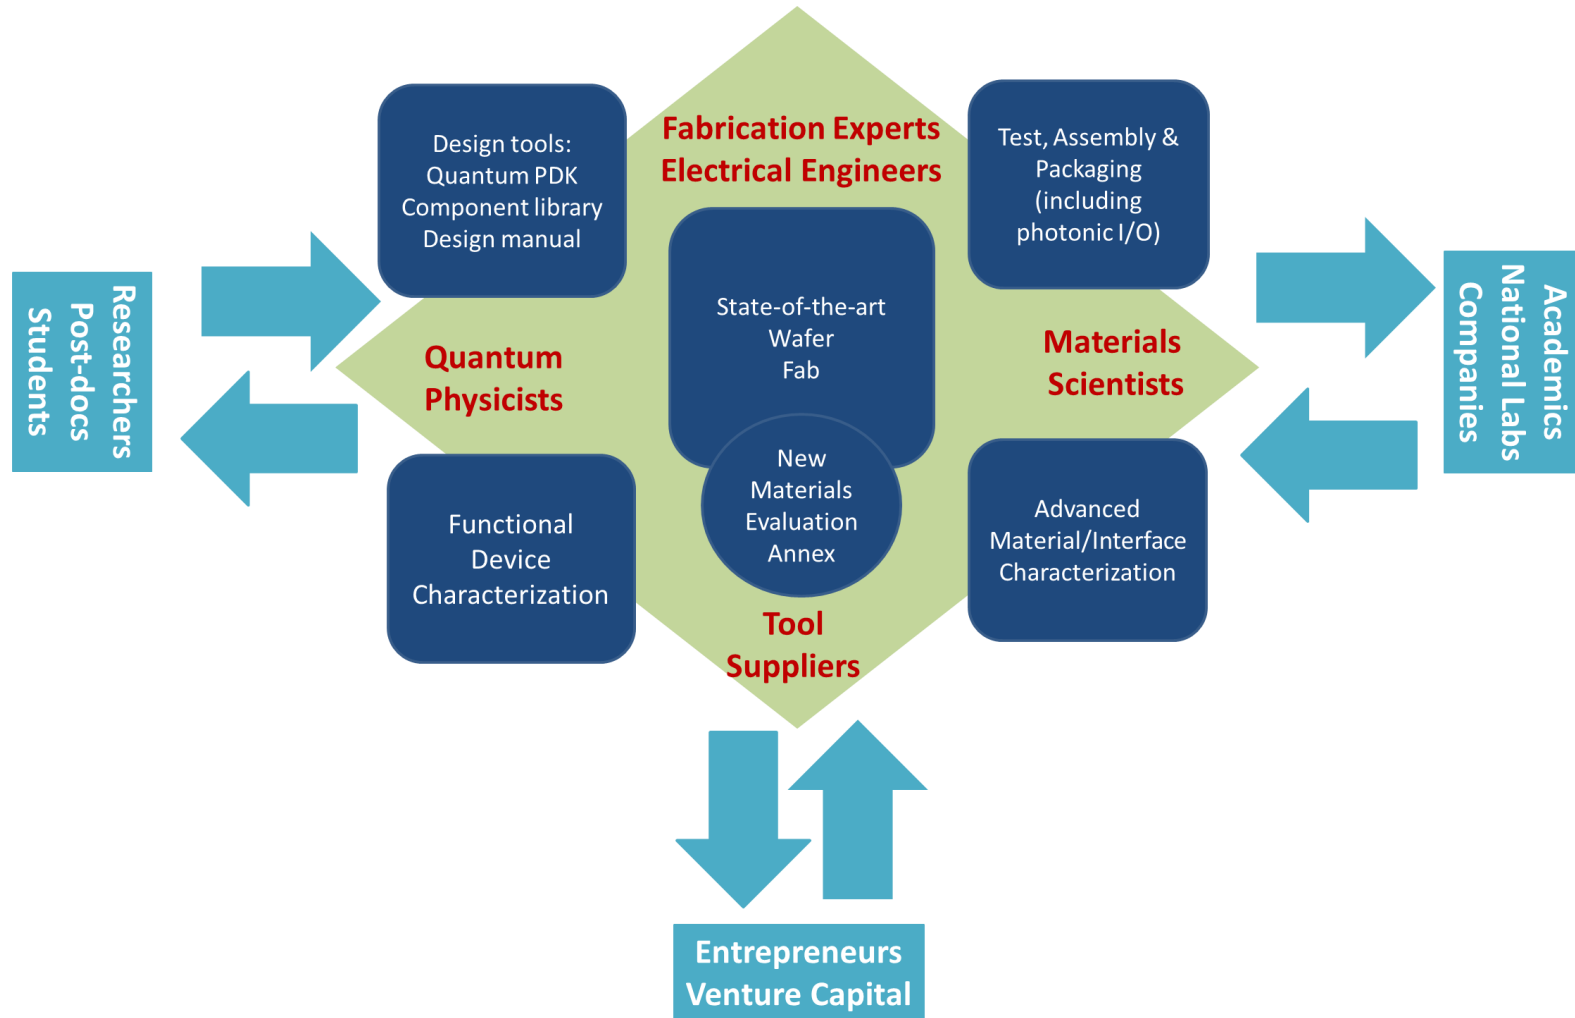 Fabrication Experts
Electrical Engineers
Design tools:
Quantum PDK
Component library
Design manual
Test, Assembly &
Packaging
(including
photonic I/O)
Researchers
Post-docs
Students
Quantum
Physicists
State-of-the-art
Wafer
Fab
Materials
Scientists
Academics
National Labs
Companies
Functional
Device
Characterization
New
Materials
Evaluation
Annex
Advanced
Material/Interface
Characterization
Tool
Suppliers
Entrepreneurs
Venture Capital